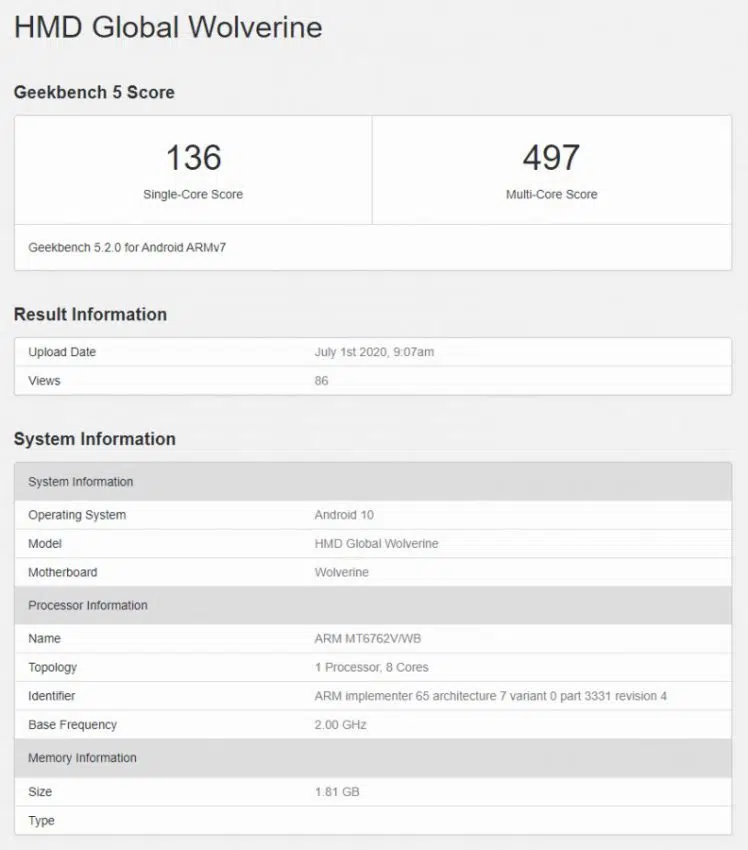 HMD Global Wolverine
Geekbench 5 Score
136 497
Single-Core Score Multi-Core Score
Geekbench 5.2.0 for Android ARMv7
Result Information
Upload Date July 1st 2020, 9:07am
Views 86
System Information
System Information
Operating System Android 10
Model HMD Global Wolverine
Motherboard Wolverine
Processor Information
Name ARM MT6762V/WB
Topology 1 Processor, 8 Cores
Identifier ARM implementer 65 architecture 7 variant 0 part 3331 revision 4
Base Frequency 2.00 GHz
Memory Information
Size 1.81 GB
Type